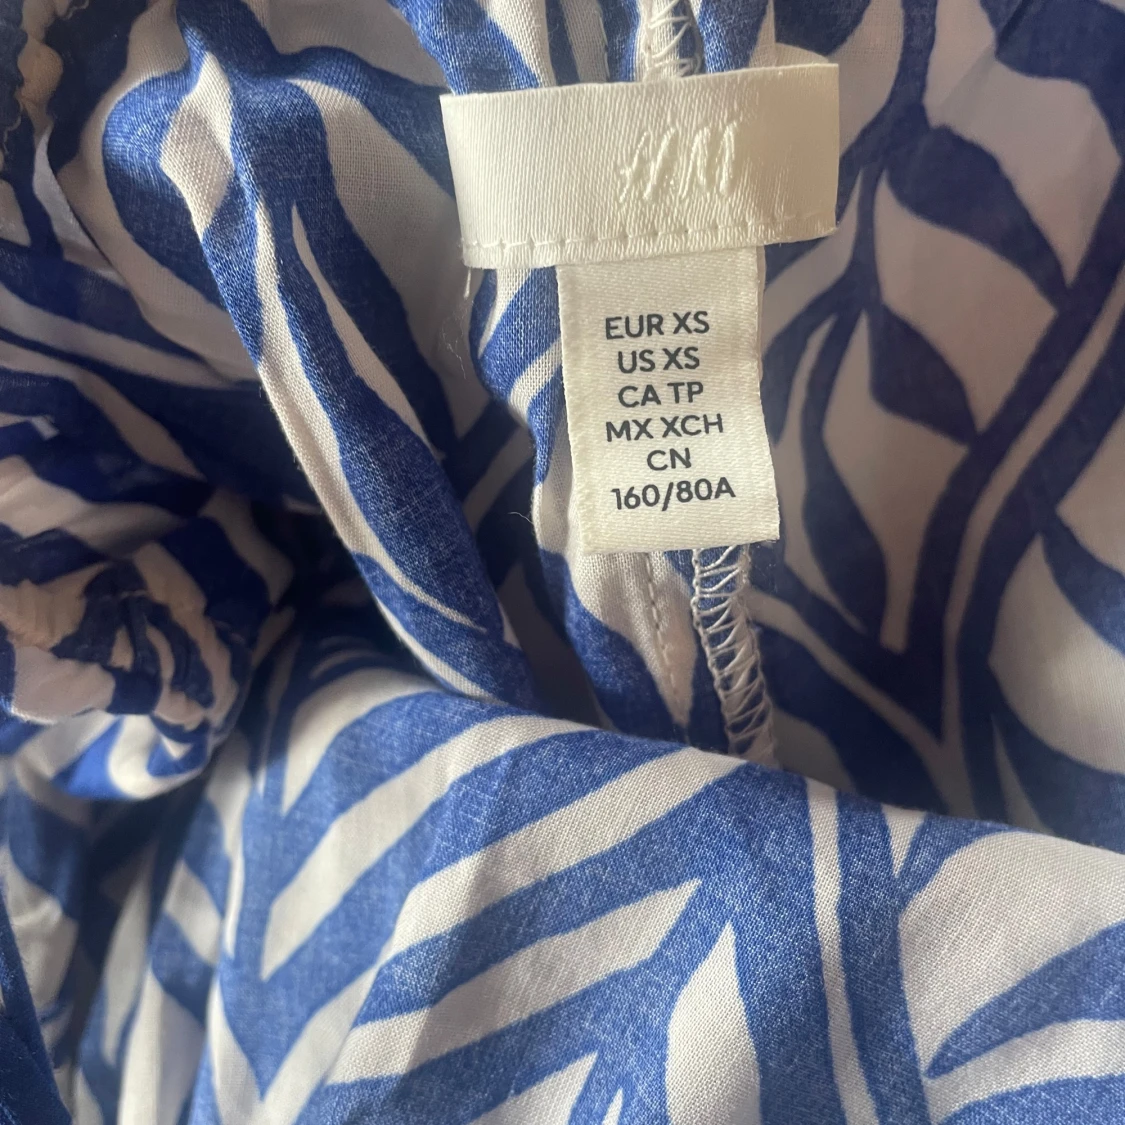 H&M
EUR XS
US XS
CA TP
MX XCH
CN
160/80A